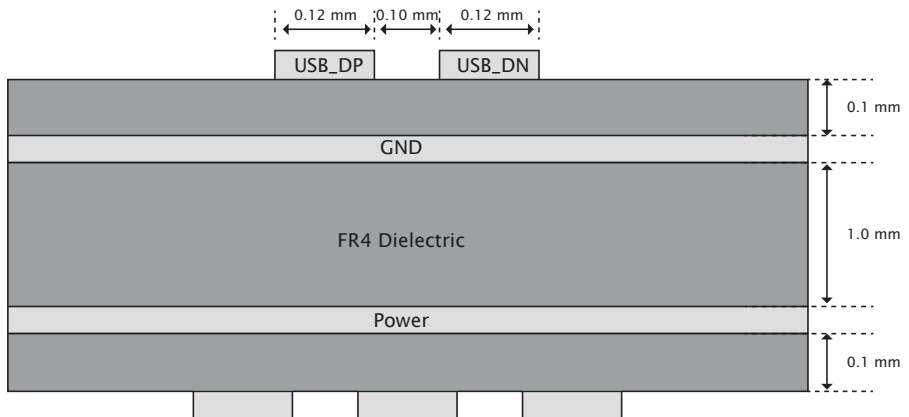 0.12 mm 0.10 mm 0.12 mm
USB_DP USB_DN
0.1 mm
GND
FR4 Dielectric
1.0 mm
Power
0.1 mm